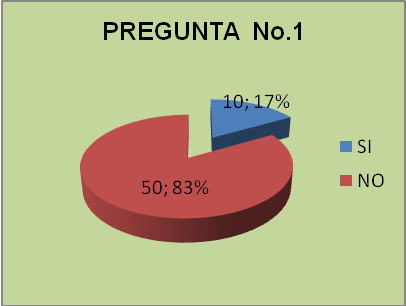 PREGUNTA No.1
10; 17%
SI
NO
50; 83%